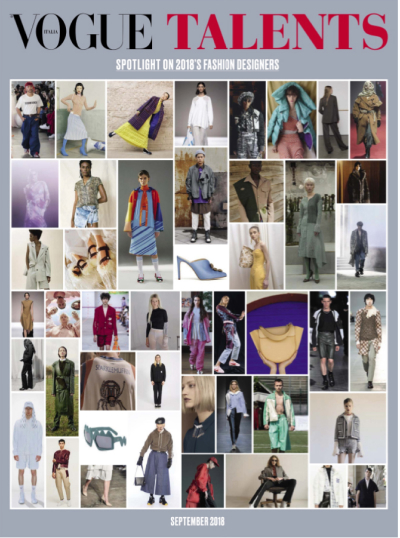 VOGUE TALENTS
ITALIA
SPOTLIGHT ON 2018'S FASHION DESIGNERS
SEPTEMBER 2018